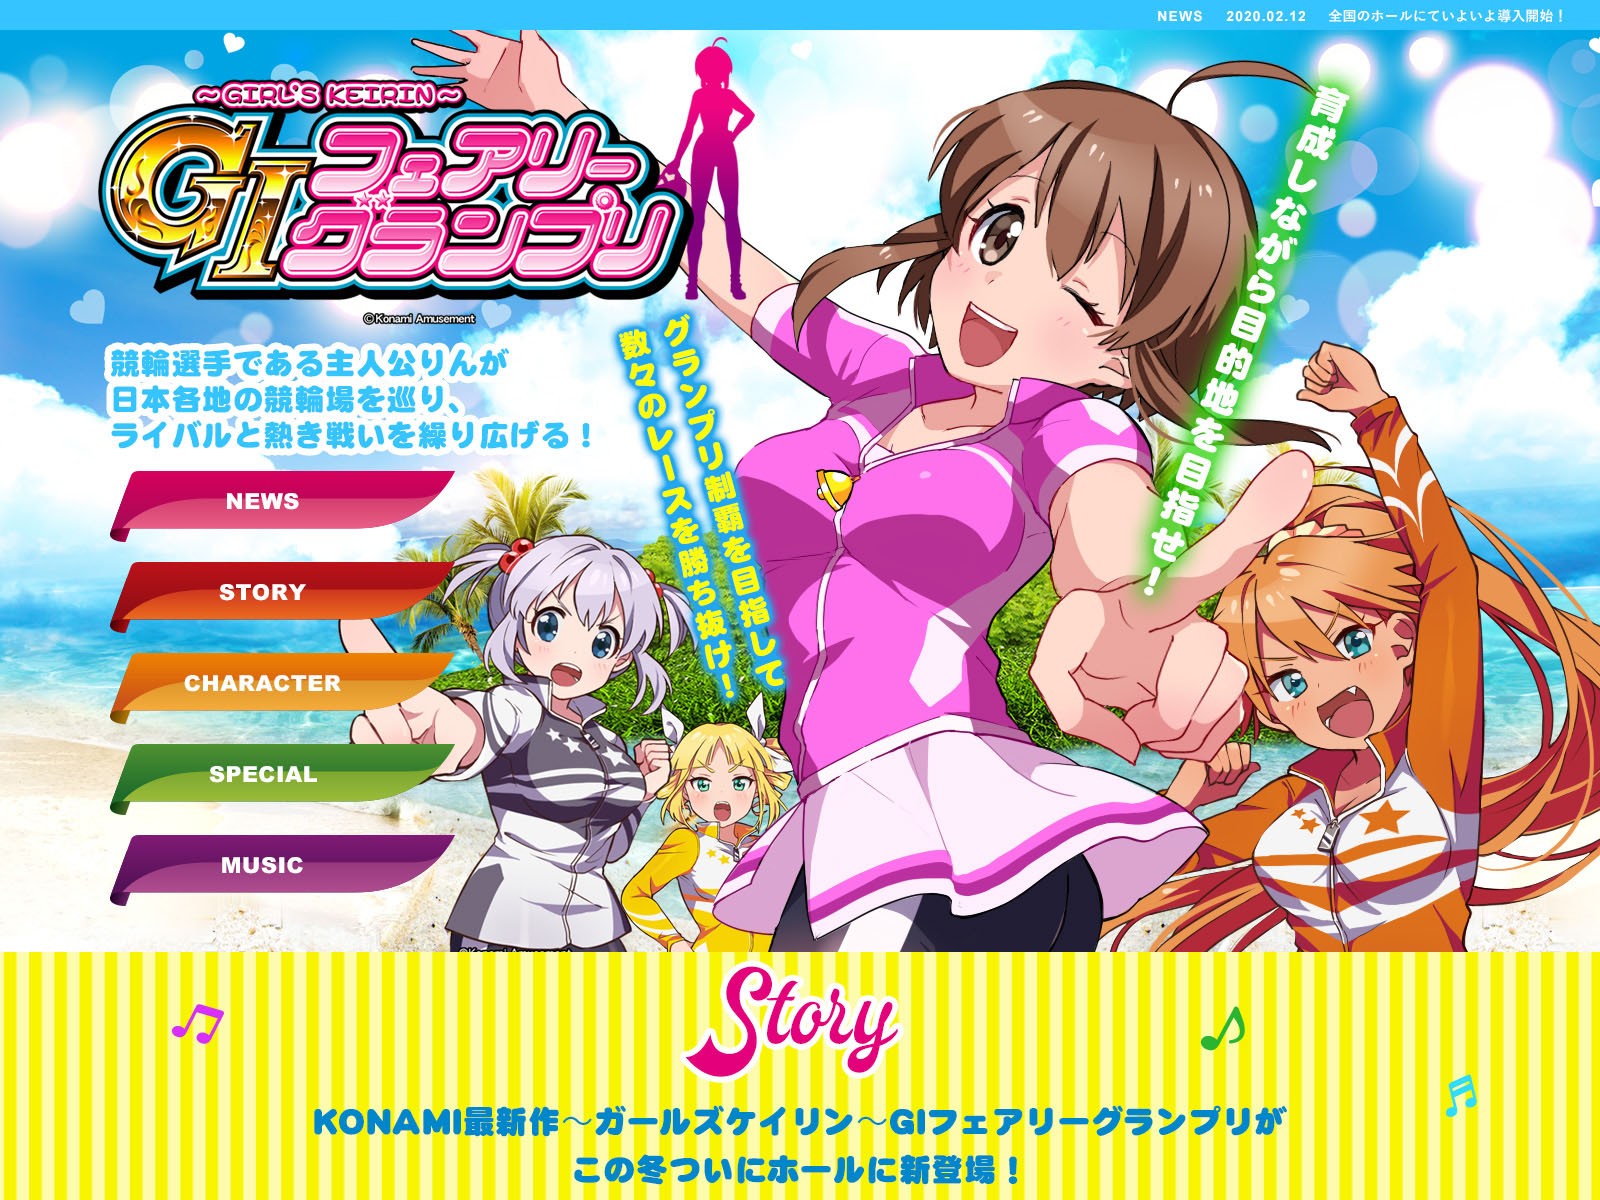 NEWS 2020.02.12 全国のホールにていよいよ導入開始！
～GIRL'S KEIRIN～
GIフェアリー
グランプリ
©Konami Amusement
競輪選手である主人公りんが
日本各地の競輪場を巡り、
ライバルと熱き戦いを繰り広げる！
グランプリ制覇を目指して
数々のレースを勝ち抜け！
育成しながら目的地を目指せ！
NEWS
STORY
CHARACTER
SPECIAL
MUSIC
©Konami Amusement
Story
KONAMI最新作～ガールズケイリン～GIフェアリーグランプリが
この冬ついにホールに新登場！